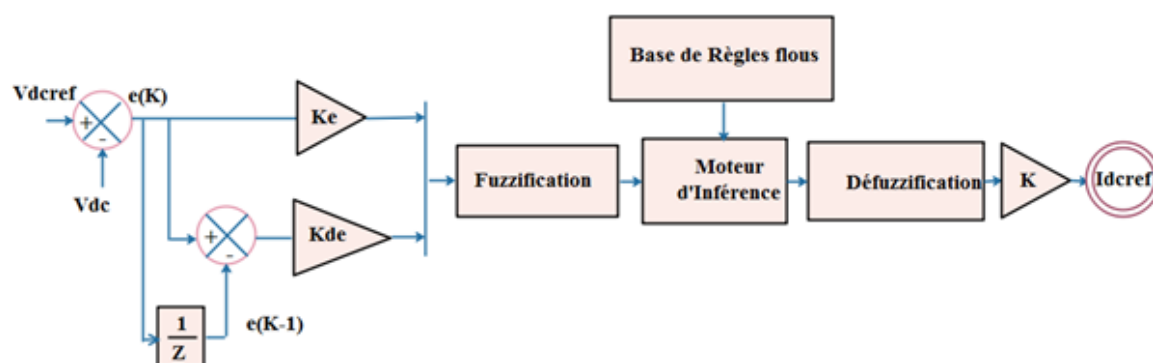 Base de Règles flous
Vdcref
e(K)
+
-
Ke
Vdc
Fuzzification
Moteur
d'Inférence
Défuzzification
K
Idcref
+
-
Kde
1
Z
e(K-1)